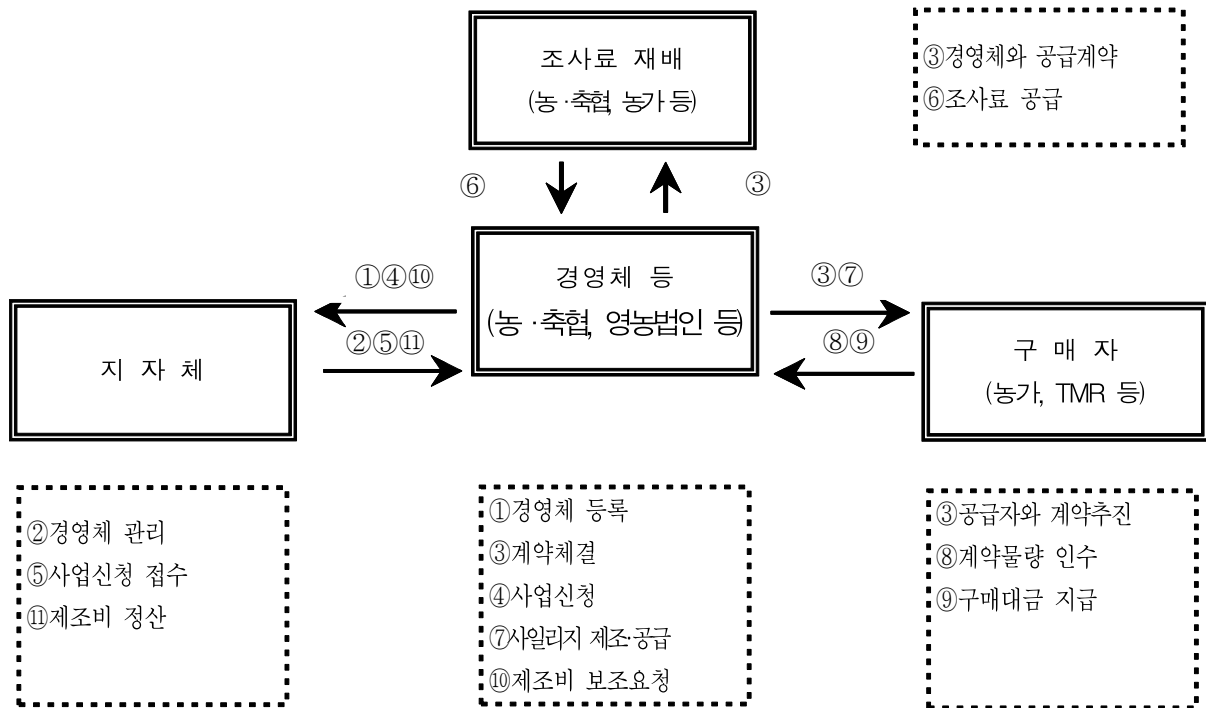 조사료 재배
(농·축협, 농가 등)
③경영체와 공급계약
⑥조사료 공급
⑥
③
경영체 등
(농·축협, 영농법인 등)
①④⑩
②⑤⑪
③⑦
⑧⑨
지 자 체
구 매 자
(농가, TMR 등)
②경영체 관리
⑤사업신청 접수
⑪제조비 정산
①경영체 등록
③계약체결
④사업신청
⑦사일리지 제조·공급
⑩제조비 보조요청
③공급자와 계약추진
⑧계약물량 인수
⑨구매대금 지급